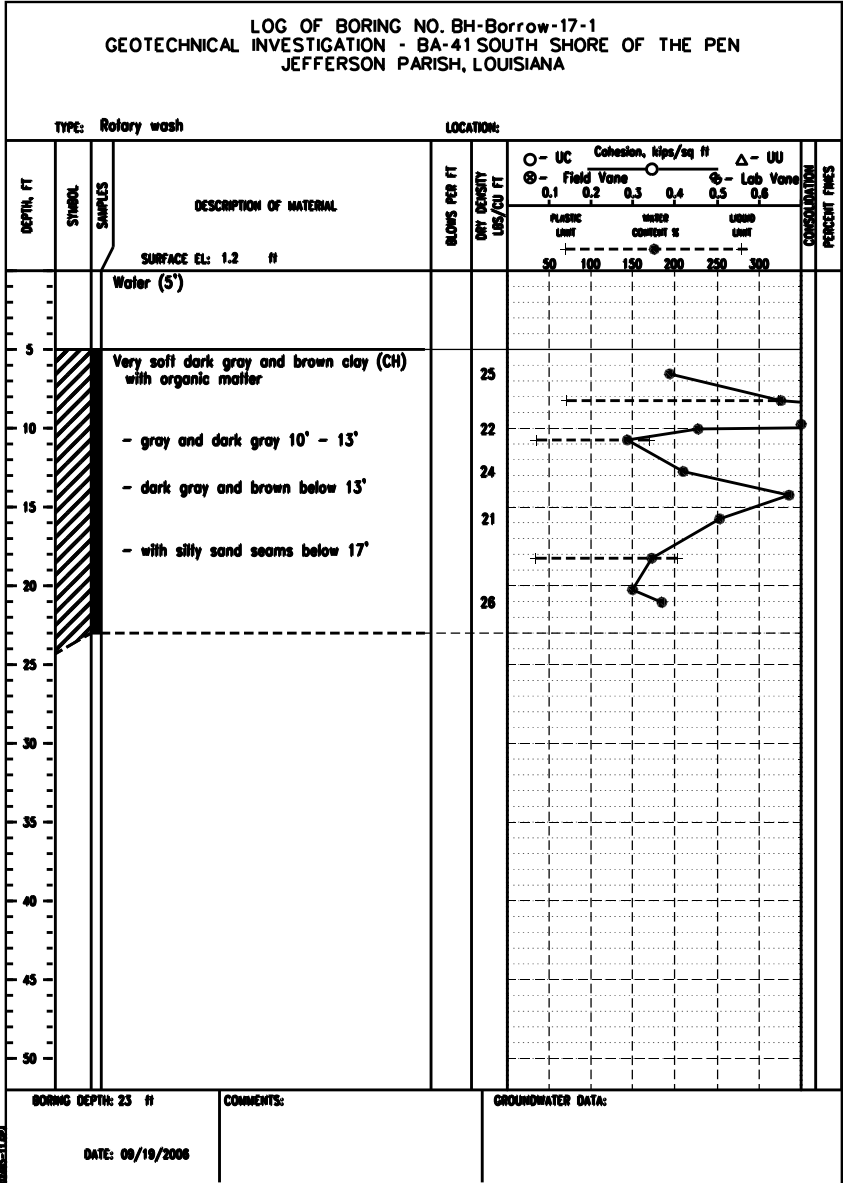 LOG OF BORING NO. BH-Borrow-17-1
GEOTECHNICAL INVESTIGATION - BA-41 SOUTH SHORE OF THE PEN
JEFFERSON PARISH, LOUISIANA
TYPE: Rotary wash LOCATION:
DEPTH, FT
SYMBOL
SAMPLES
DESCRIPTION OF MATERIAL
SURFACE EL: 1.2 ft
BLOWS PER FT
DRY DENSITY LBS/CU FT
Cohesion, kips/sq ft
- UC - UU
- Field Vane - Lab Vane
0.1 0.2 0.3 0.4 0.5 0.6
PLASTIC LIMIT
WATER CONTENT %
LIQUID LIMIT
50 100 150 200 250 300
CONSOLIDATION
PERCENT FINES
Water (5')
5
Very soft dark gray and brown clay (CH)
with organic matter
25
10
- gray and dark gray 10' - 13'
22
- dark gray and brown below 13'
24
15
21
- with silty sand seams below 17'
20
26
25
30
35
40
45
50
BORING DEPTH: 23 ft
DATE: 09/19/2006
COMMENTS:
GROUNDWATER DATA: